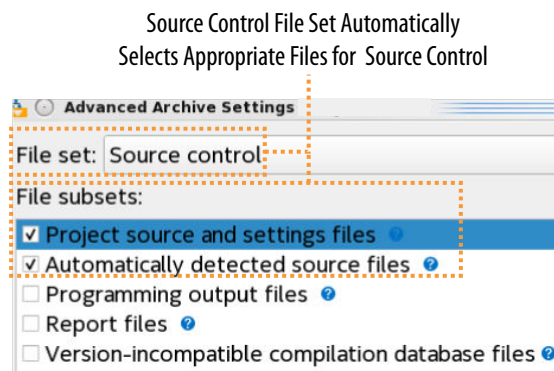 Source Control File Set Automatically
Selects Appropriate Files for Source Control
Advanced Archive Settings
File set: Source control
File subsets:
Project source and settings files ?
Automatically detected source files ?
Programming output files ?
Report files ?
Version-incompatible compilation database files ?